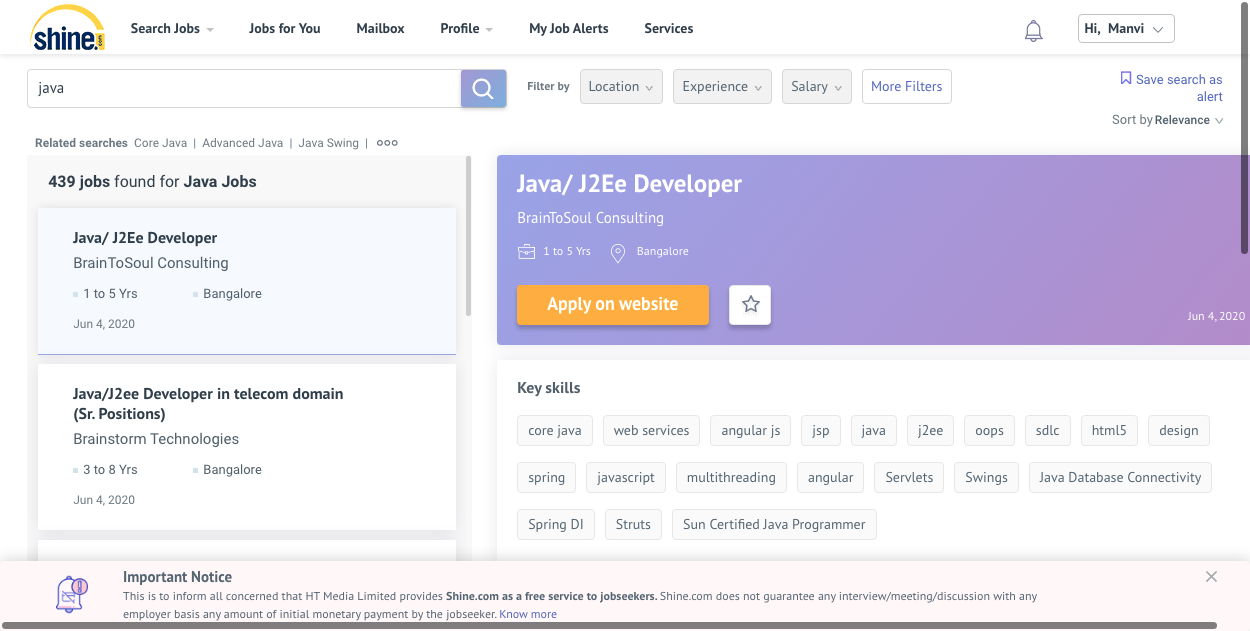 shine.com
Search Jobs
Jobs for You
Mailbox
Profile
My Job Alerts
Services
Hi, Manvi
java
Filter by
Location
Experience
Salary
More Filters
Save search as
alert
Sort by Relevance
Related searches Core Java | Advanced Java | Java Swing |
439 jobs found for Java Jobs
Java/ J2Ee Developer
BrainToSoul Consulting
1 to 5 Yrs
Bangalore
Jun 4, 2020
Java/J2ee Developer in telecom domain
(Sr. Positions)
Brainstorm Technologies
3 to 8 Yrs
Bangalore
Jun 4, 2020
Java/ J2Ee Developer
BrainToSoul Consulting
1 to 5 Yrs
Bangalore
Apply on website
Jun 4, 2020
Key skills
core java web services angular js jsp java j2ee oops sdlc html5 design
spring javascript multithreading angular Servlets Swings Java Database Connectivity
Spring DI Struts Sun Certified Java Programmer
Important Notice
This is to inform all concerned that HT Media Limited provides Shine.com as a free service to jobseekers. Shine.com does not guarantee any interview/meeting/discussion with any
employer basis any amount of initial monetary payment by the jobseeker. Know more